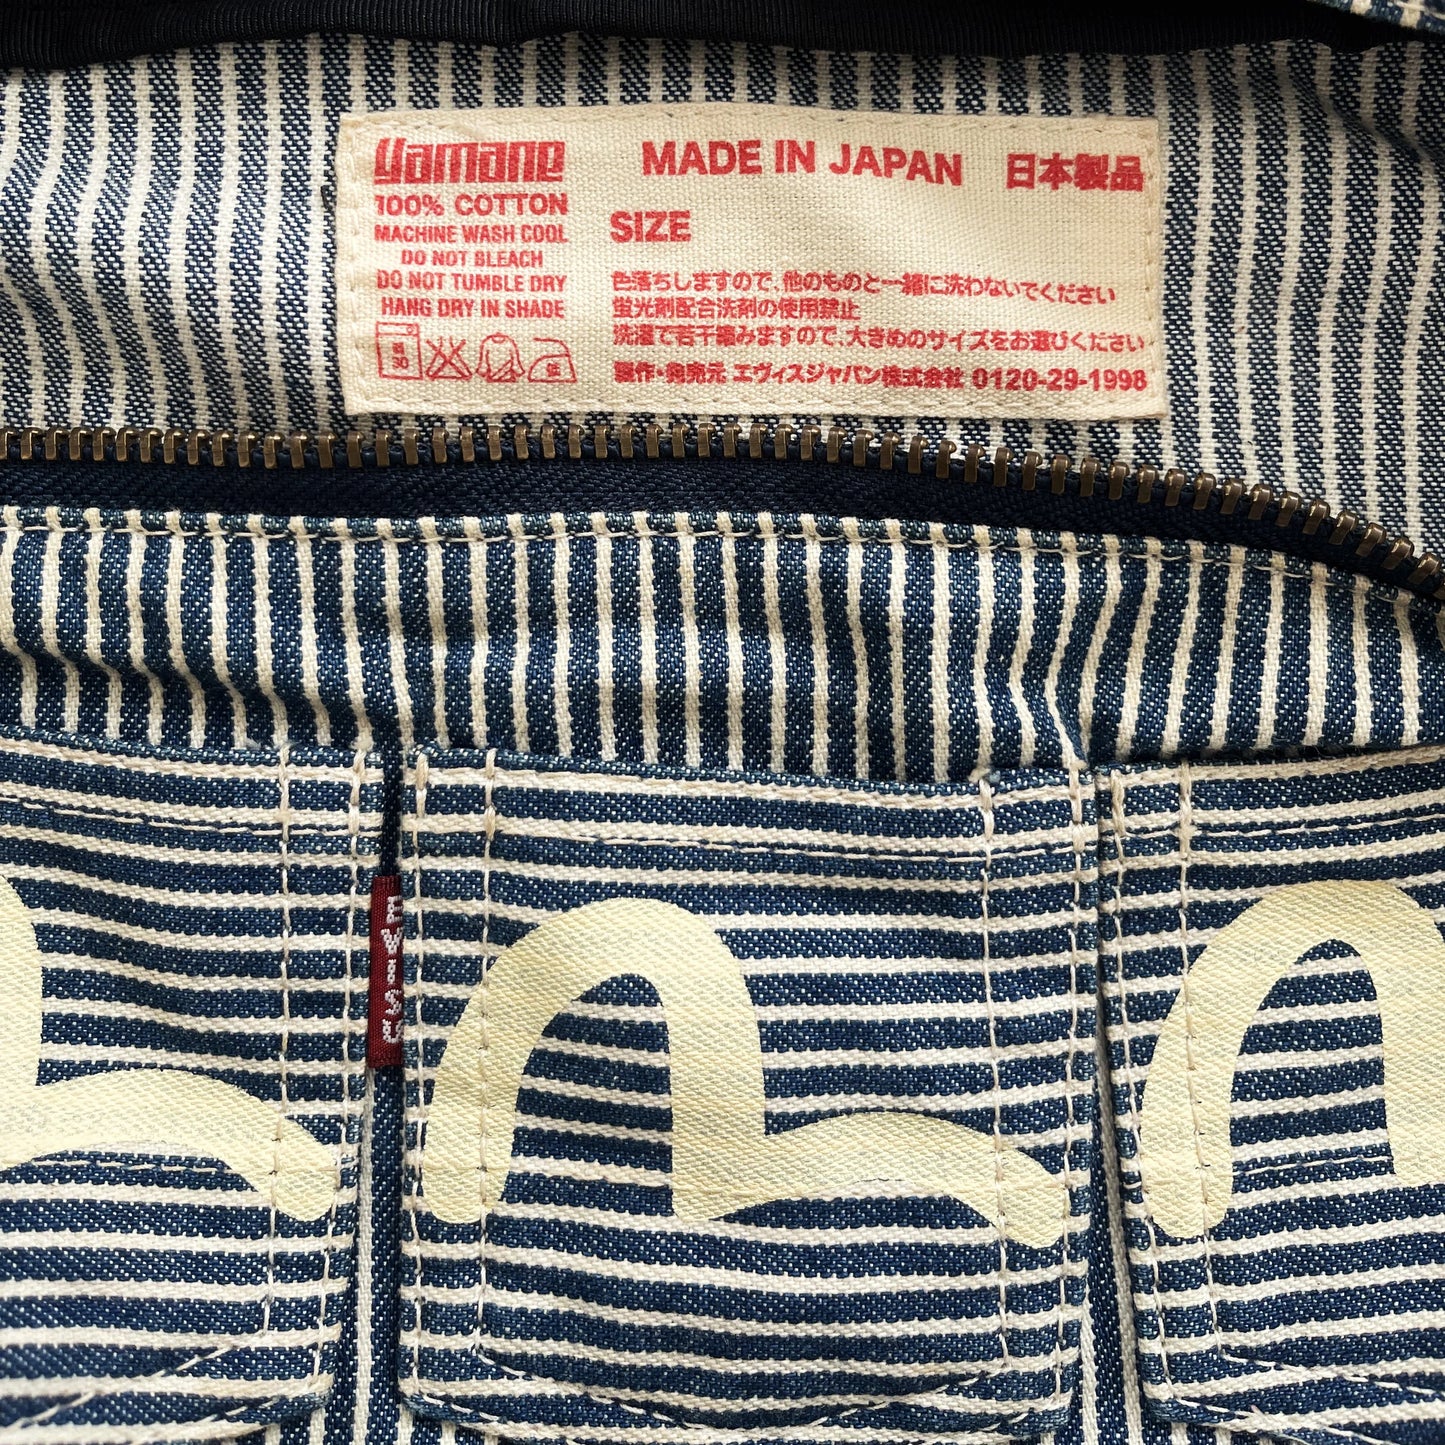 yamane
100% COTTON
MACHINE WASH COOL
DO NOT BLEACH
DO NOT TUMBLE DRY
HANG DRY IN SHADE
30
低
MADE IN JAPAN 日本製品
SIZE
色落ちしますので、他のものと一緒に洗わないでください
蛍光剤配合洗剤の使用禁止
洗濯で若干縮みますので、大きめのサイズをお選びください
製作・発売元 エヴィスジャパン株式会社 0120-29-1998
EVISU